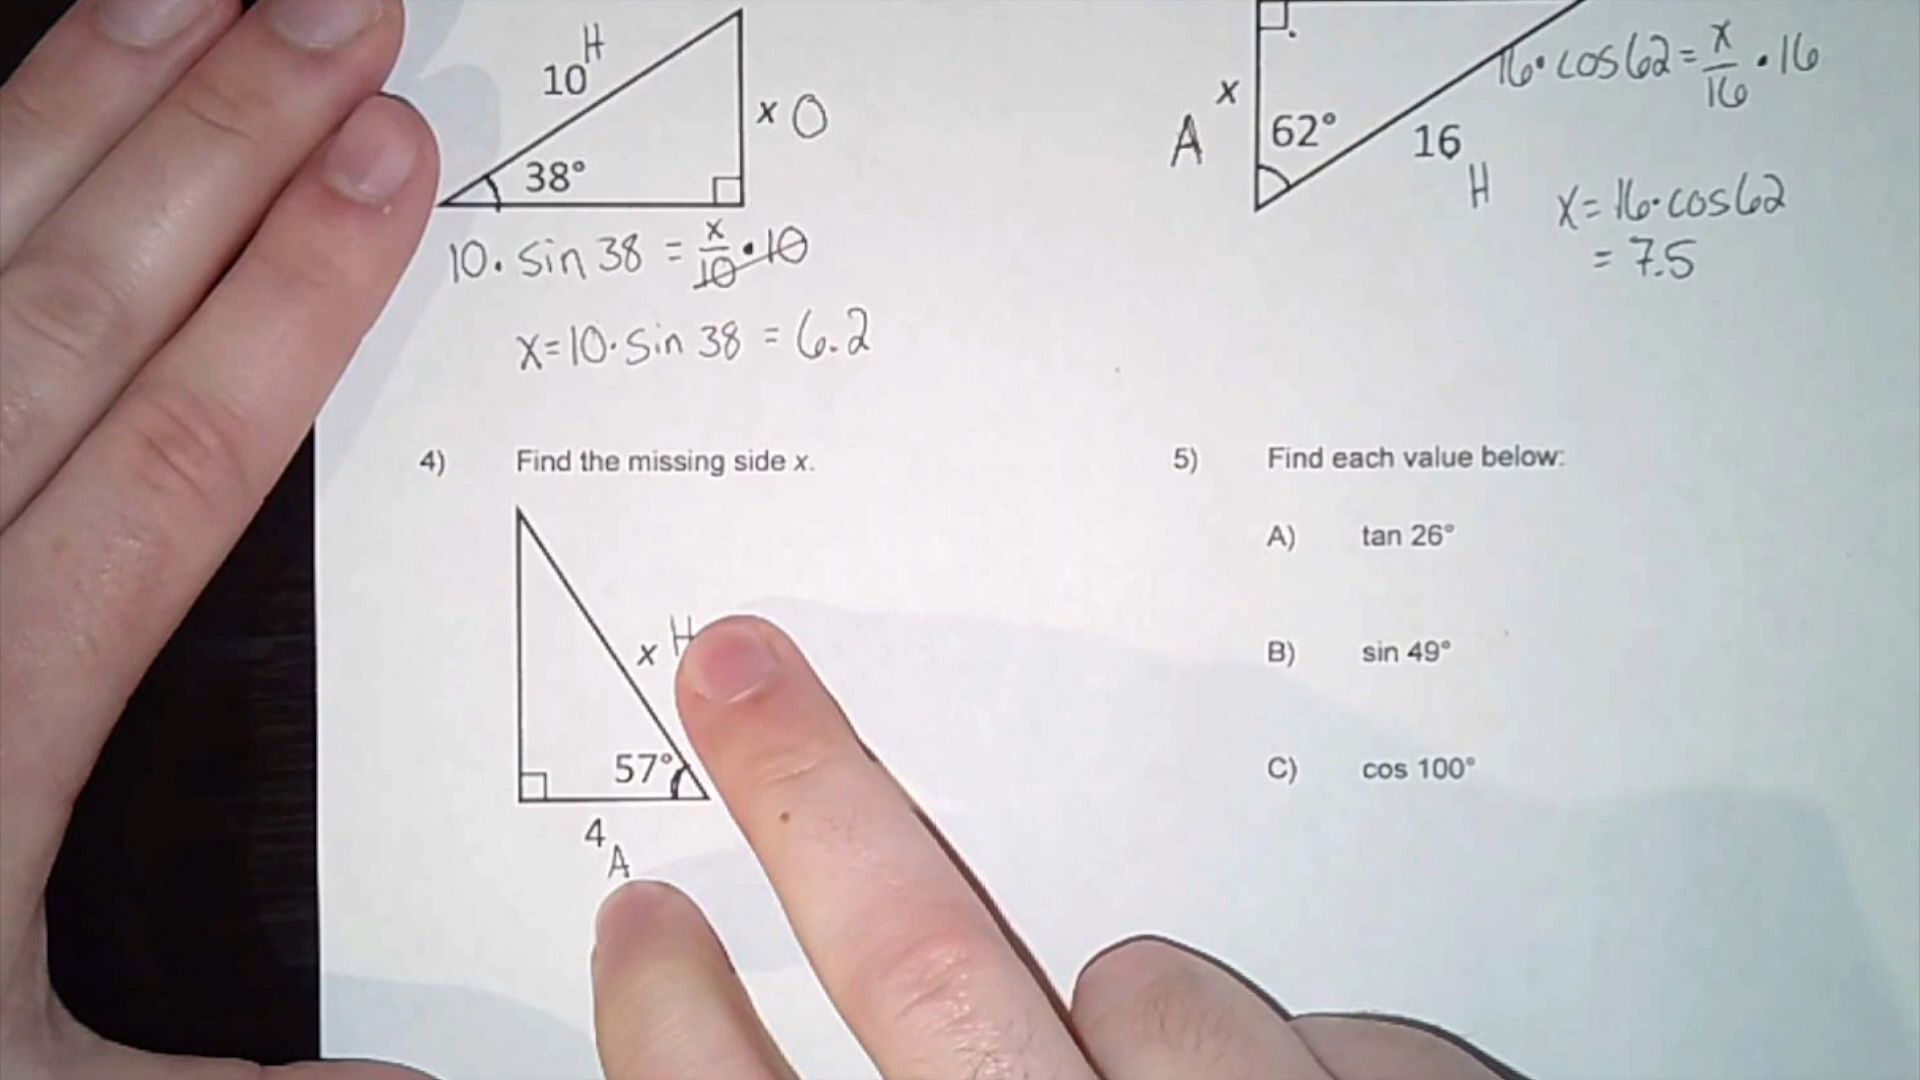 10 H
x O
38°
10 · sin 38 = x/10 · 10
x = 10 · sin 38 = 6.2
16 · cos 62 = x/16 · 16
x
A
62°
16
H
x = 16 · cos 62
= 7.5
4) Find the missing side x.
x H
57°
4
A
5) Find each value below:
A) tan 26°
B) sin 49°
C) cos 100°